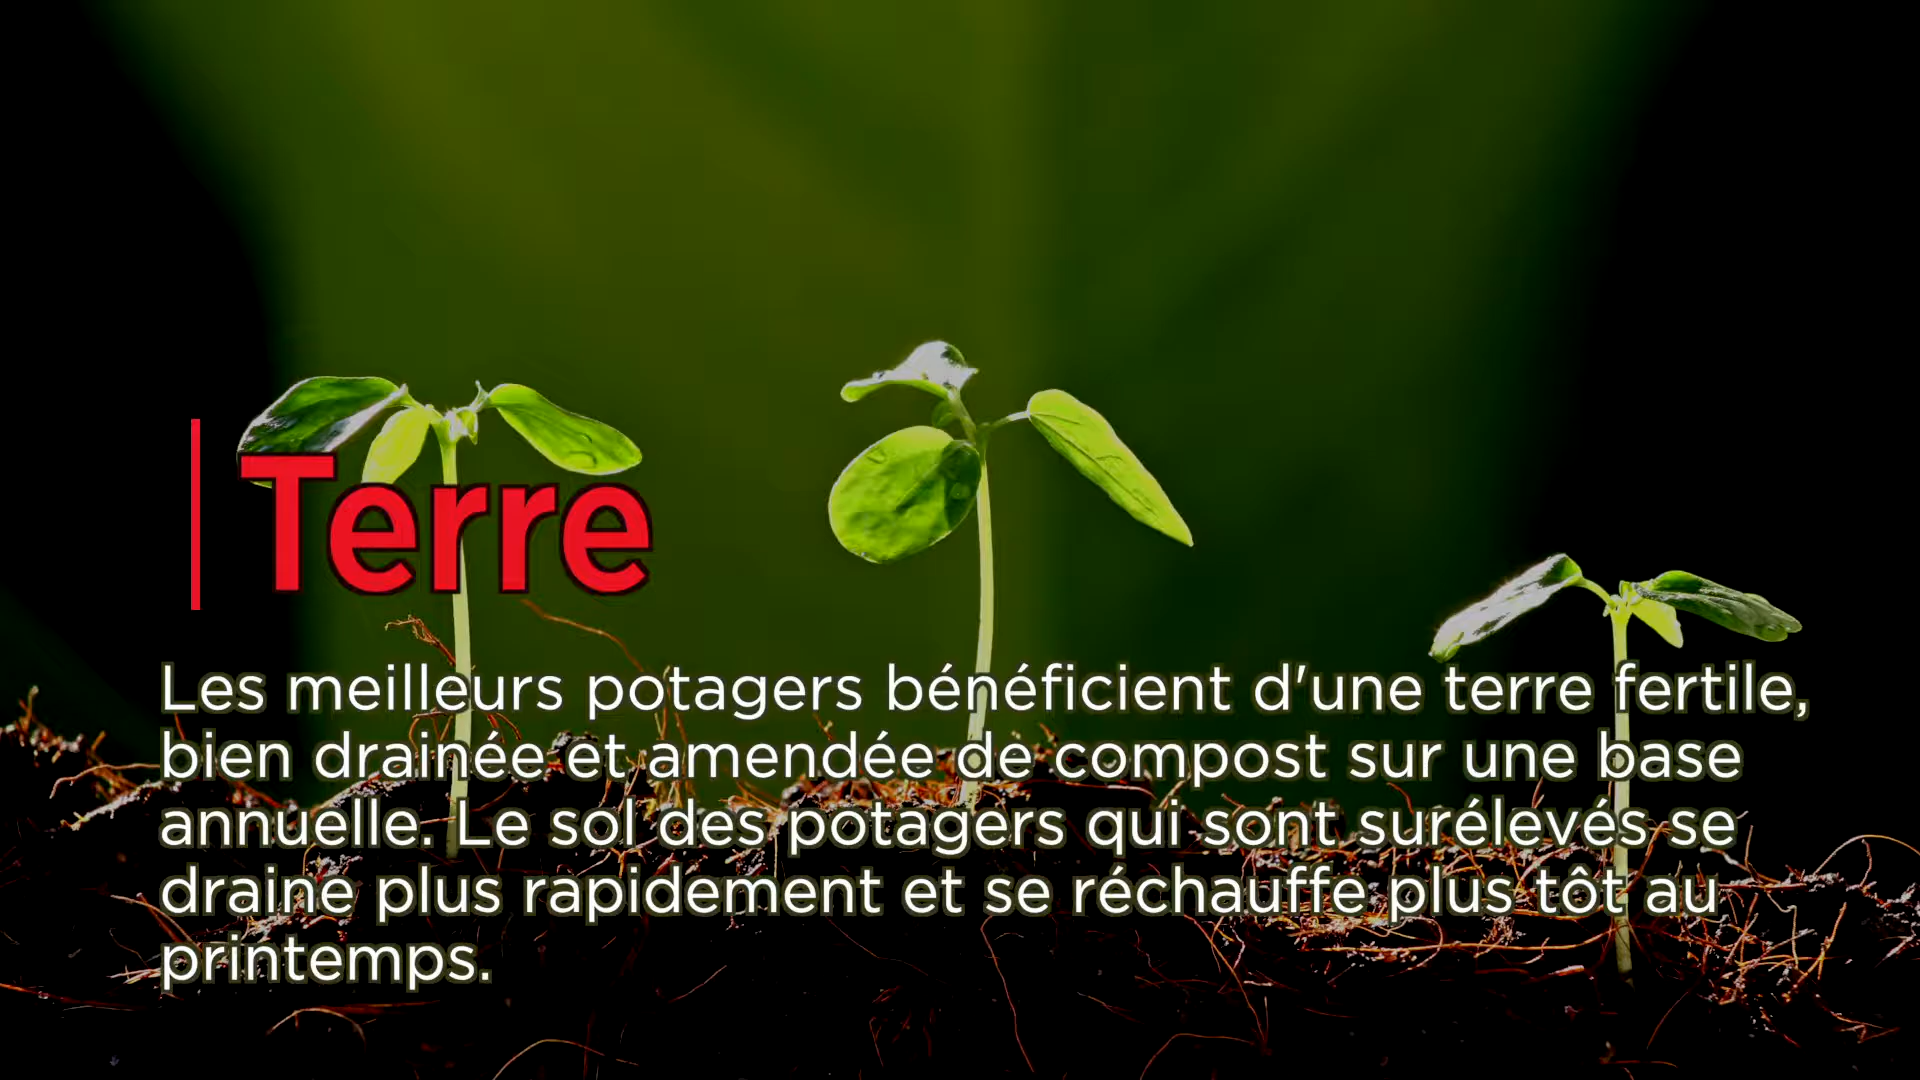 Terre
Les meilleurs potagers bénéficient d'une terre fertile,
bien drainée et amendée de compost sur une base
annuelle. Le sol des potagers qui sont surélevés se
draine plus rapidement et se réchauffe plus tôt au
printemps.